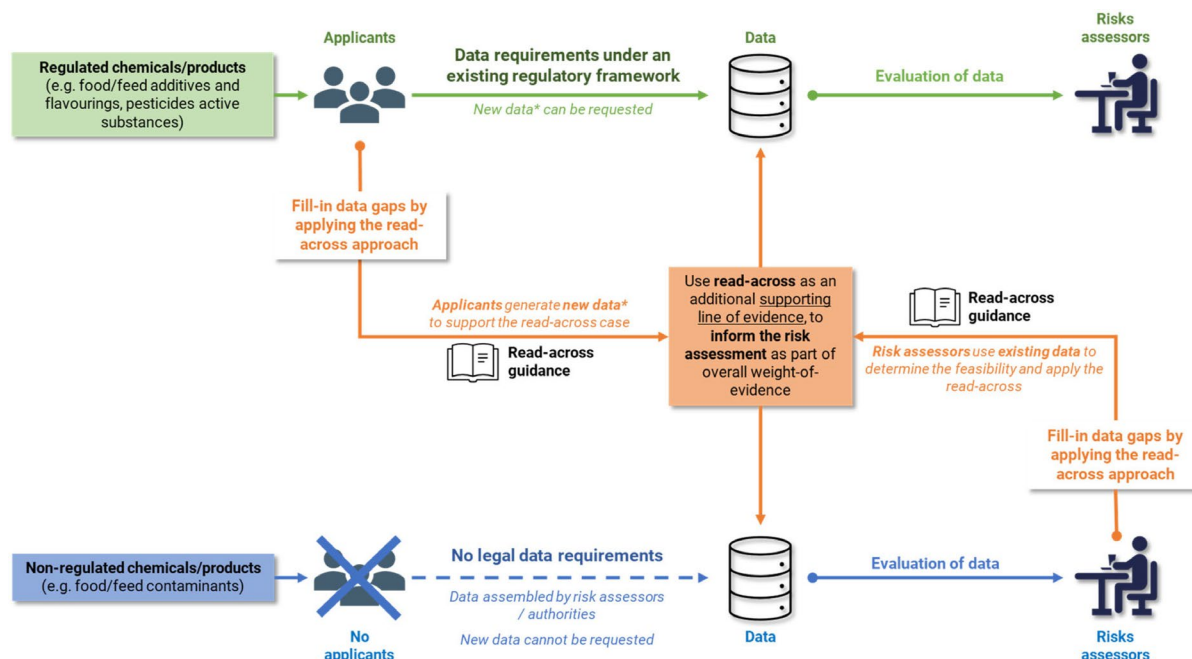 Regulated chemicals/products
(e.g. food/feed additives and
flavourings, pesticides active
substances)
Applicants
Data requirements under an
existing regulatory framework
New data* can be requested
Data
Evaluation of data
Risks
assessors
Fill-in data gaps by
applying the read-
across approach
Applicants generate new data*
to support the read-across case
Read-across
guidance
Use read-across as an
additional supporting
line of evidence, to
inform the risk
assessment as part of
overall weight-of-
evidence
Read-across
guidance
Risk assessors use existing data to
determine the feasibility and apply the
read-across
Fill-in data gaps by
applying the read-
across approach
Non-regulated chemicals/products
(e.g. food/feed contaminants)
No
applicants
No legal data requirements
Data assembled by risk assessors
/ authorities
New data cannot be requested
Data
Evaluation of data
Risks
assessors